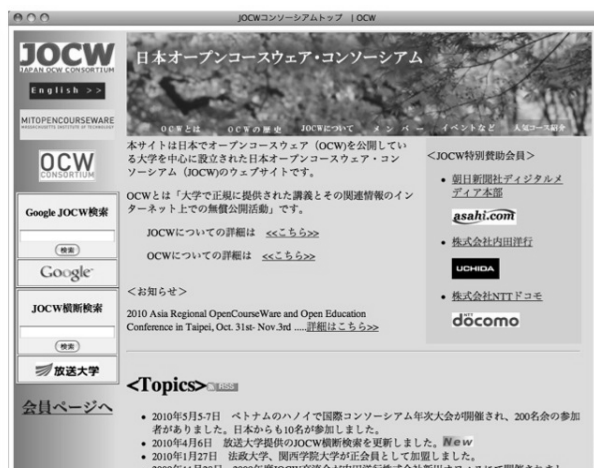 JOCWコンソーシアムトップ | OCW
JOCW
JAPAN OCW CONSORTIUM
English >>
MITOPENCOURSEWARE
MASSACHUSETTS INSTITUTE OF TECHNOLOGY
OCW
CONSORTIUM
Google JOCW検索
検索
Google
JOCW横断検索
検索
放送大学
会員ページへ
日本オープンコースウェア・コンソーシアム
OCWとは OCWの歴史 JOCWについて メンバー イベントなど 人気コース紹介
本サイトは日本でオープンコースウェア（OCW)を公開してい
る大学を中心に設立された日本オープンコースウェア・コン
ソーシアム（JOCW)のウェブサイトです。
OCWとは「大学で正規に提供された講義とその関連情報のイン
ターネット上での無償公開活動」です。
JOCWについての詳細は <<こちら>>
OCWについての詳細は <<こちら>>
<お知らせ>
2010 Asia Regional OpenCourseWare and Open Education
Conference in Taipei, Oct. 31st- Nov.3rd .....詳細はこちら>>
<JOCW特別賛助会員>
• 朝日新聞社ディジタルメ
ディア本部
asahi.com
• 株式会社内田洋行
UCHIDA
• 株式会社NTTドコモ
NTT
docomo
<Topics> RSS
• 2010年5月5-7日 ベトナムのハノイで国際コンソーシアム年次大会が開催され、200名余の参加
者がありました。日本からも10名が参加しました。
• 2010年4月6日 放送大学提供のJOCW横断検索を更新しました。New
• 2010年1月27日 法政大学、関西学院大学が正会員として加盟しました。